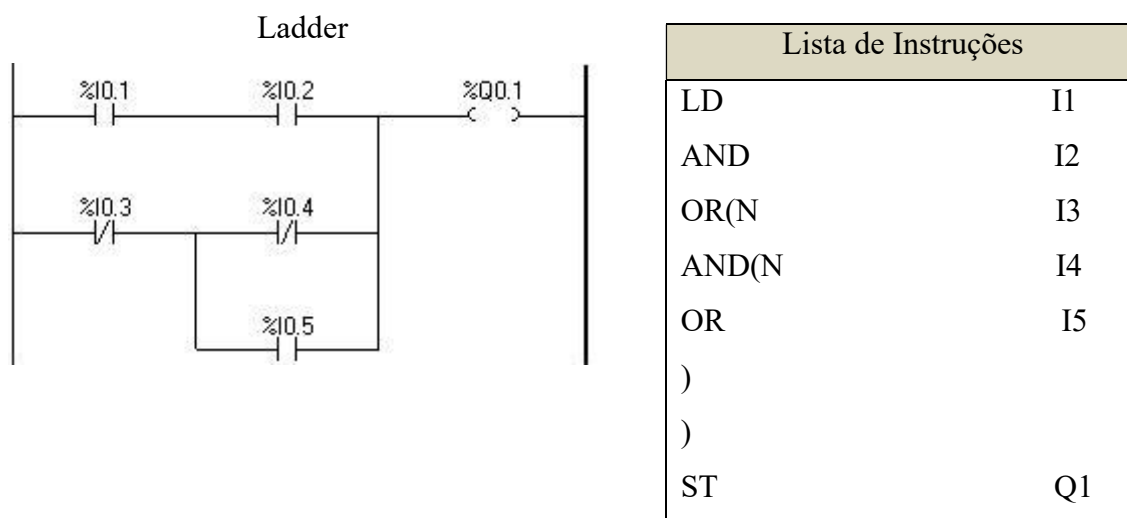 Ladder
%I0.1 %I0.2 %Q0.1
%I0.3 %I0.4
%I0.5
Lista de Instruções
LD I1
AND I2
OR(N I3
AND(N I4
OR I5
)
)
ST Q1